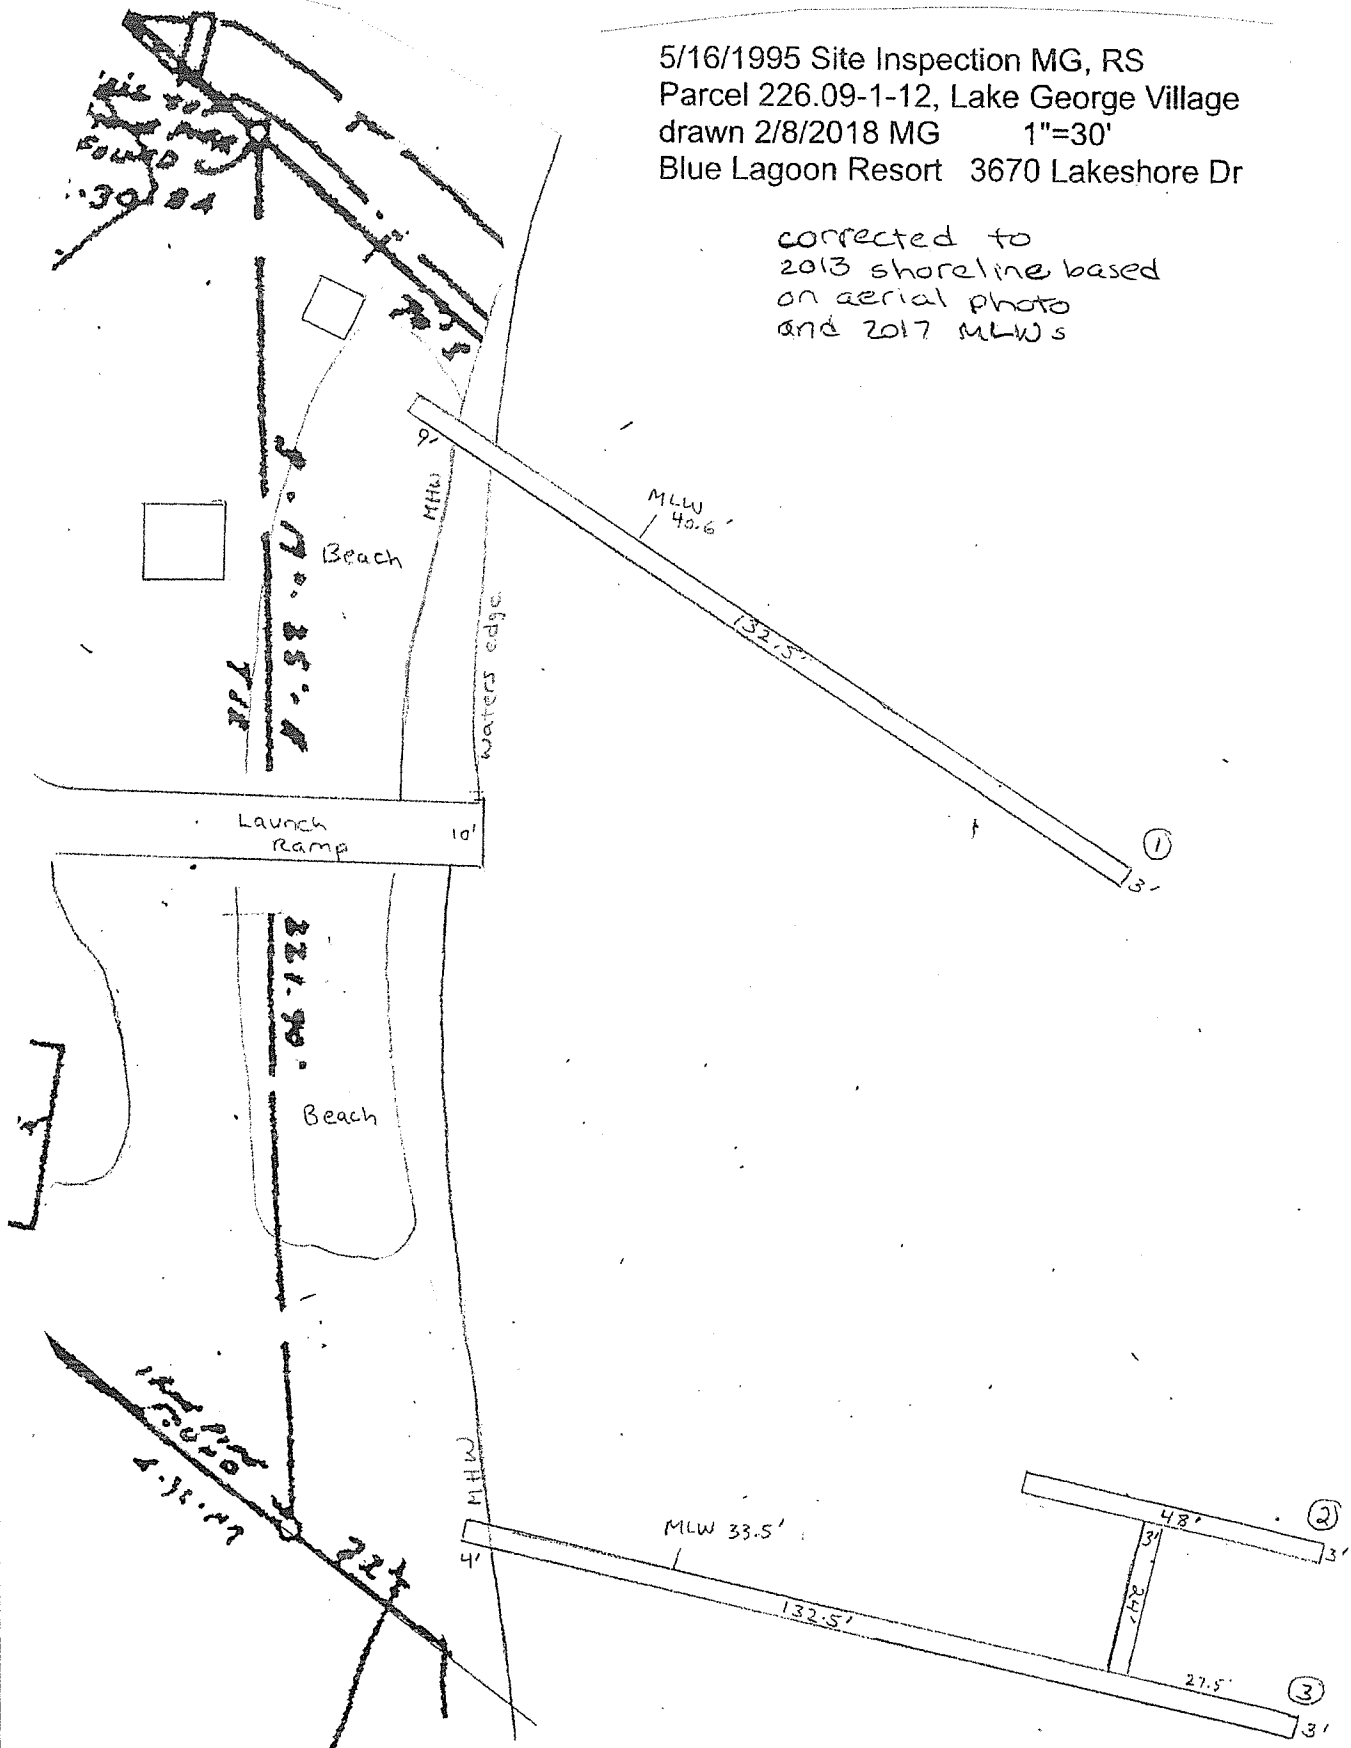 5/16/1995 Site Inspection MG, RS
Parcel 226.09-1-12, Lake George Village
drawn 2/8/2018 MG 1"=30'
Blue Lagoon Resort 3670 Lakeshore Dr
corrected to
2013 shoreline based
on aerial photo
and 2017 MLWs
FOUND
9'
MHW
MLW
40.6'
132.5'
Beach
Waters edge
Launch
Ramp
10'
①
3'
Beach
MHW
4'
MLW 33.5'
132.5'
②
48'
3'
3'
24'
27.5'
③
3'